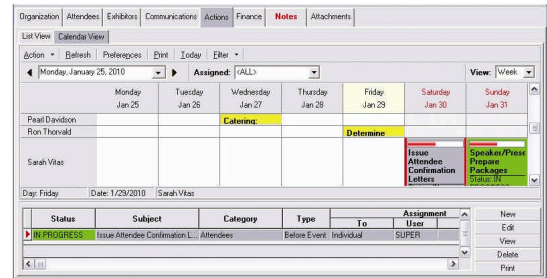 Organization Attendees Exhibitors Communications Actions Finance Notes Attachments
List View Calendar View
Action Refresh Preferences Print Today Filter
Monday, January 25, 2010 Assigned: <ALL> View: Week
Monday Tuesday Wednesday Thursday Friday Saturday Sunday
Jan 25 Jan 26 Jan 27 Jan 28 Jan 29 Jan 30 Jan 31
Pearl Davidson Catering:
Ron Thorvald Determine
Sarah Vitas
Issue Speaker/Prese
Attendee Prepare
Confirmation Packages
Letters Status: IN
Day: Friday Date: 1/29/2010 Sarah Vitas
Status Subject Category Type Assignment
To User
IN PROGRESS Issue Attendee Confirmation L... Attendees Before Event Individual SUPER
New
Edit
View
Delete
Print